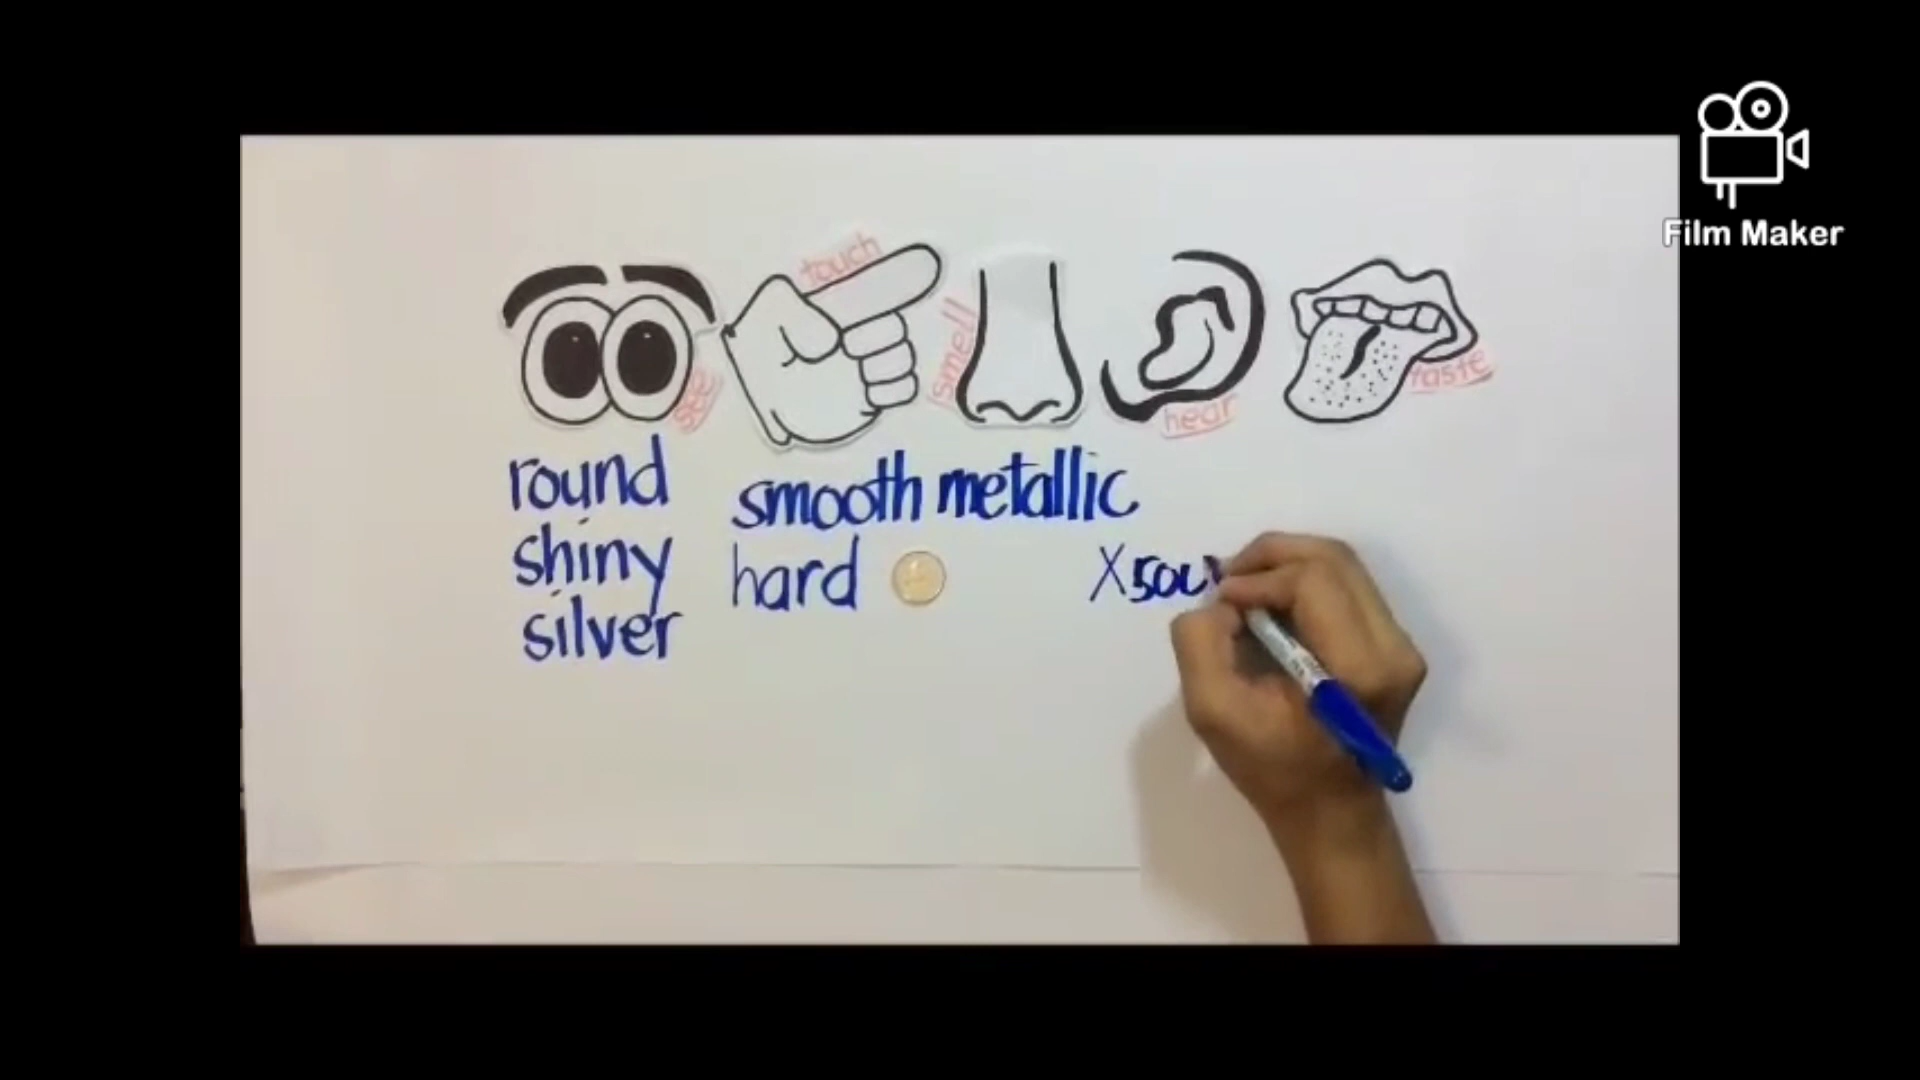 Film Maker
touch
see
smell
hear
taste
round
shiny
silver
smooth
hard
metallic
X